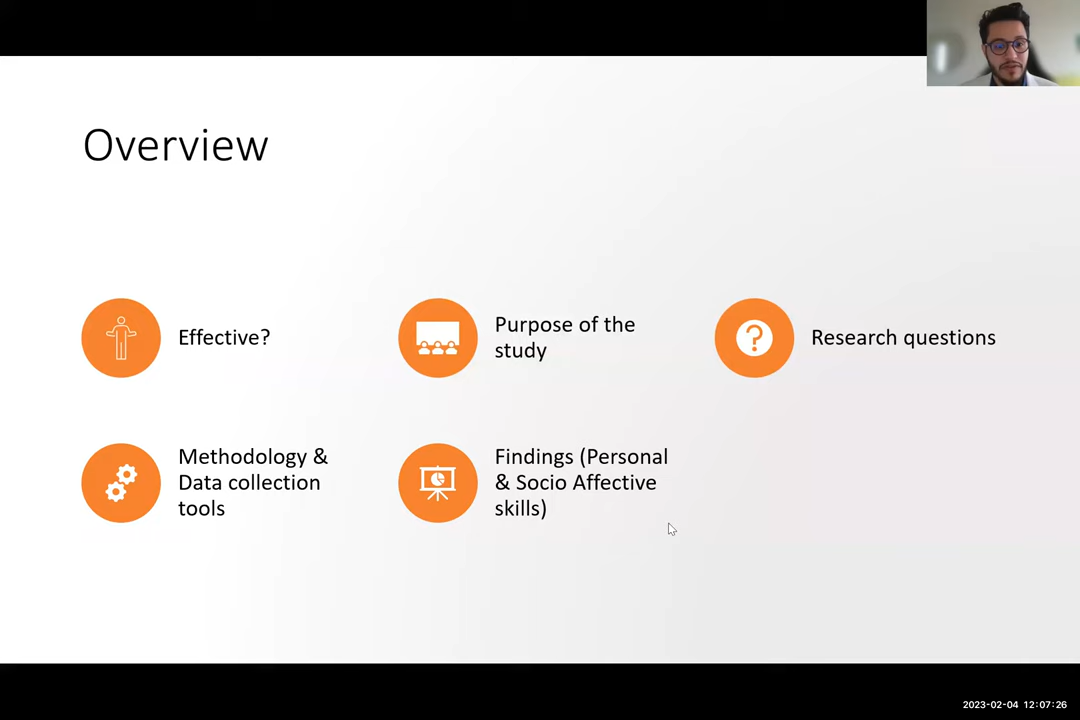 Overview
Effective?
Purpose of the
study
Research questions
Methodology &
Data collection
tools
Findings (Personal
& Socio Affective
skills)
2023-02-04 12:07:26